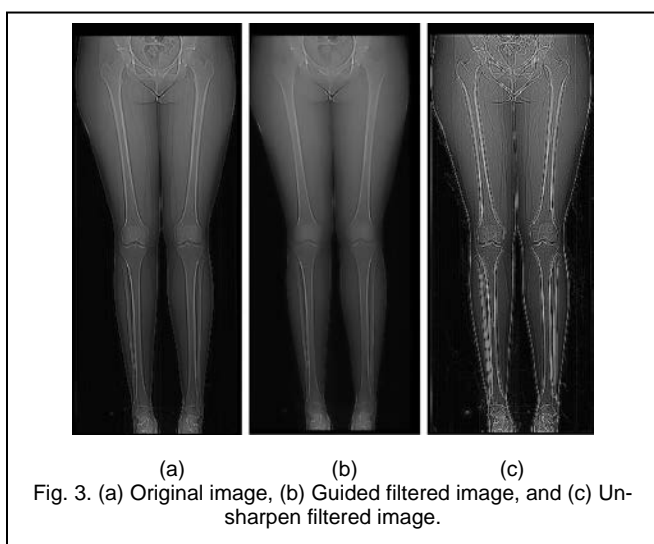 (a) (b) (c)
Fig. 3. (a) Original image, (b) Guided filtered image, and (c) Un-
sharpen filtered image.